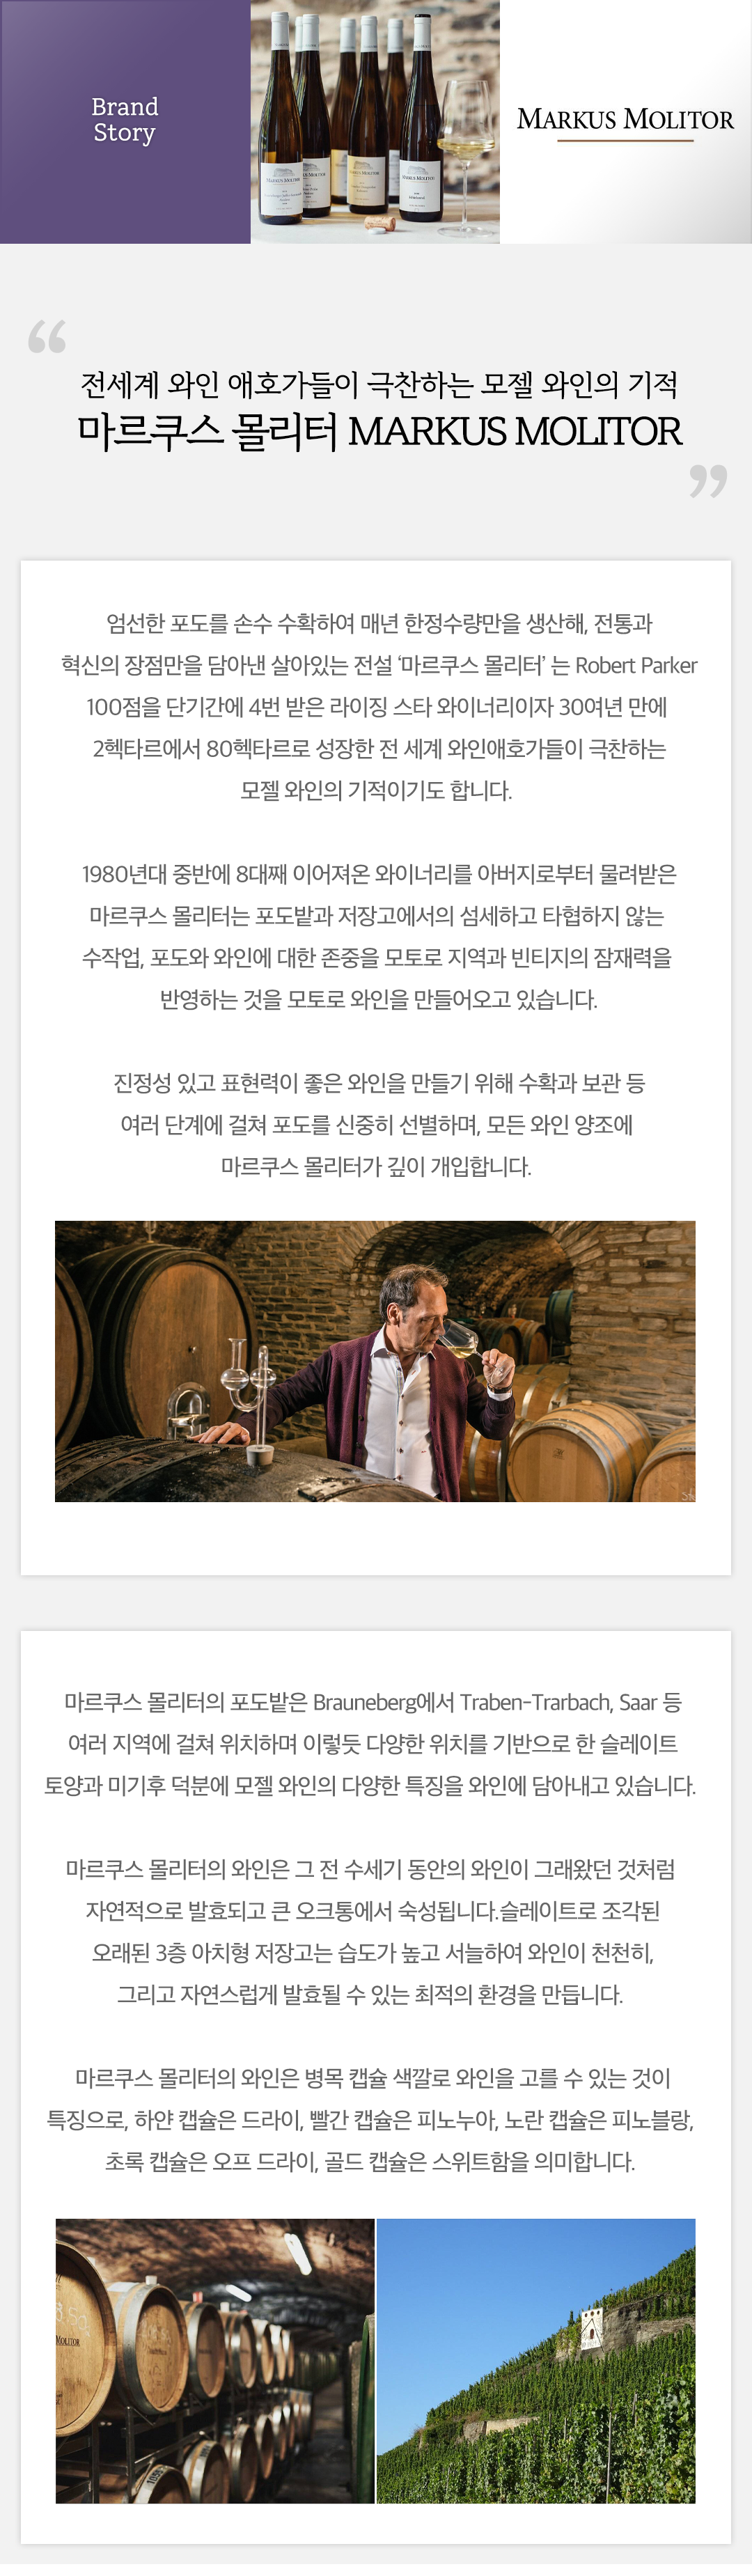 Brand
Story
MARKUS MOLITOR
MARKUS MOLITOR
MARKUS MOLITOR
MARKUS MOLITOR
MARKUS MOLITOR
“
전세계 와인 애호가들이 극찬하는 모젤 와인의 기적
마르쿠스 몰리터 MARKUS MOLITOR
”
엄선한 포도를 손수 수확하여 매년 한정수량만을 생산해, 전통과
혁신의 장점만을 담아낸 살아있는 전설 ‘마르쿠스 몰리터’ 는 Robert Parker
100점을 단기간에 4번 받은 라이징 스타 와이너리이자 30여년 만에
2헥타르에서 80헥타르로 성장한 전 세계 와인애호가들이 극찬하는
모젤 와인의 기적이기도 합니다.
1980년대 중반에 8대째 이어져온 와이너리를 아버지로부터 물려받은
마르쿠스 몰리터는 포도밭과 저장고에서의 섬세하고 타협하지 않는
수작업, 포도와 와인에 대한 존중을 모토로 지역과 빈티지의 잠재력을
반영하는 것을 모토로 와인을 만들어오고 있습니다.
진정성 있고 표현력이 좋은 와인을 만들기 위해 수확과 보관 등
여러 단계에 걸쳐 포도를 신중히 선별하며, 모든 와인 양조에
마르쿠스 몰리터가 깊이 개입합니다.
마르쿠스 몰리터의 포도밭은 Brauneberg에서 Traben-Trarbach, Saar 등
여러 지역에 걸쳐 위치하며 이렇듯 다양한 위치를 기반으로 한 슬레이트
토양과 미기후 덕분에 모젤 와인의 다양한 특징을 와인에 담아내고 있습니다.
마르쿠스 몰리터의 와인은 그 전 수세기 동안의 와인이 그래왔던 것처럼
자연적으로 발효되고 큰 오크통에서 숙성됩니다.슬레이트로 조각된
오래된 3층 아치형 저장고는 습도가 높고 서늘하여 와인이 천천히,
그리고 자연스럽게 발효될 수 있는 최적의 환경을 만듭니다.
마르쿠스 몰리터의 와인은 병목 캡슐 색깔로 와인을 고를 수 있는 것이
특징으로, 하얀 캡슐은 드라이, 빨간 캡슐은 피노누아, 노란 캡슐은 피노블랑,
초록 캡슐은 오프 드라이, 골드 캡슐은 스위트함을 의미합니다.
MOLITOR